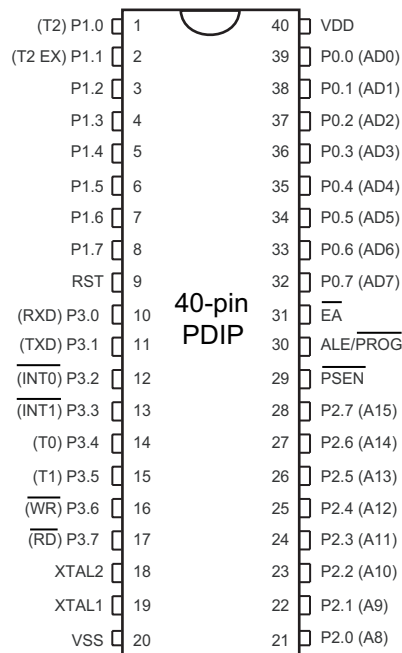 (T2) P1.0 1 40 VDD
(T2 EX) P1.1 2 39 P0.0 (AD0)
P1.2 3 38 P0.1 (AD1)
P1.3 4 37 P0.2 (AD2)
P1.4 5 36 P0.3 (AD3)
P1.5 6 35 P0.4 (AD4)
P1.6 7 34 P0.5 (AD5)
P1.7 8 33 P0.6 (AD6)
RST 9 32 P0.7 (AD7)
(RXD) P3.0 10 31 E̅A̅
(TXD) P3.1 11 30 ALE/P̅R̅O̅G̅
(I̅N̅T̅0̅) P3.2 12 29 P̅S̅E̅N̅
(I̅N̅T̅1̅) P3.3 13 28 P2.7 (A15)
(T0) P3.4 14 27 P2.6 (A14)
(T1) P3.5 15 26 P2.5 (A13)
(W̅R̅) P3.6 16 25 P2.4 (A12)
(R̅D̅) P3.7 17 24 P2.3 (A11)
XTAL2 18 23 P2.2 (A10)
XTAL1 19 22 P2.1 (A9)
VSS 20 21 P2.0 (A8)
40-pin
PDIP